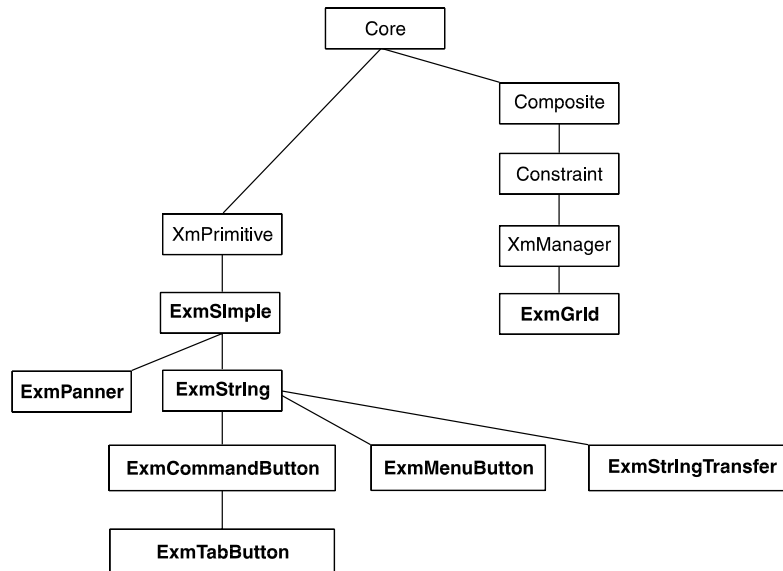 Core
Composite
Constraint
XmPrimitive
XmManager
ExmSImple
ExmGrId
ExmPanner
ExmStrIng
ExmCommandButton
ExmMenuButton
ExmStrIngTransfer
ExmTabButton